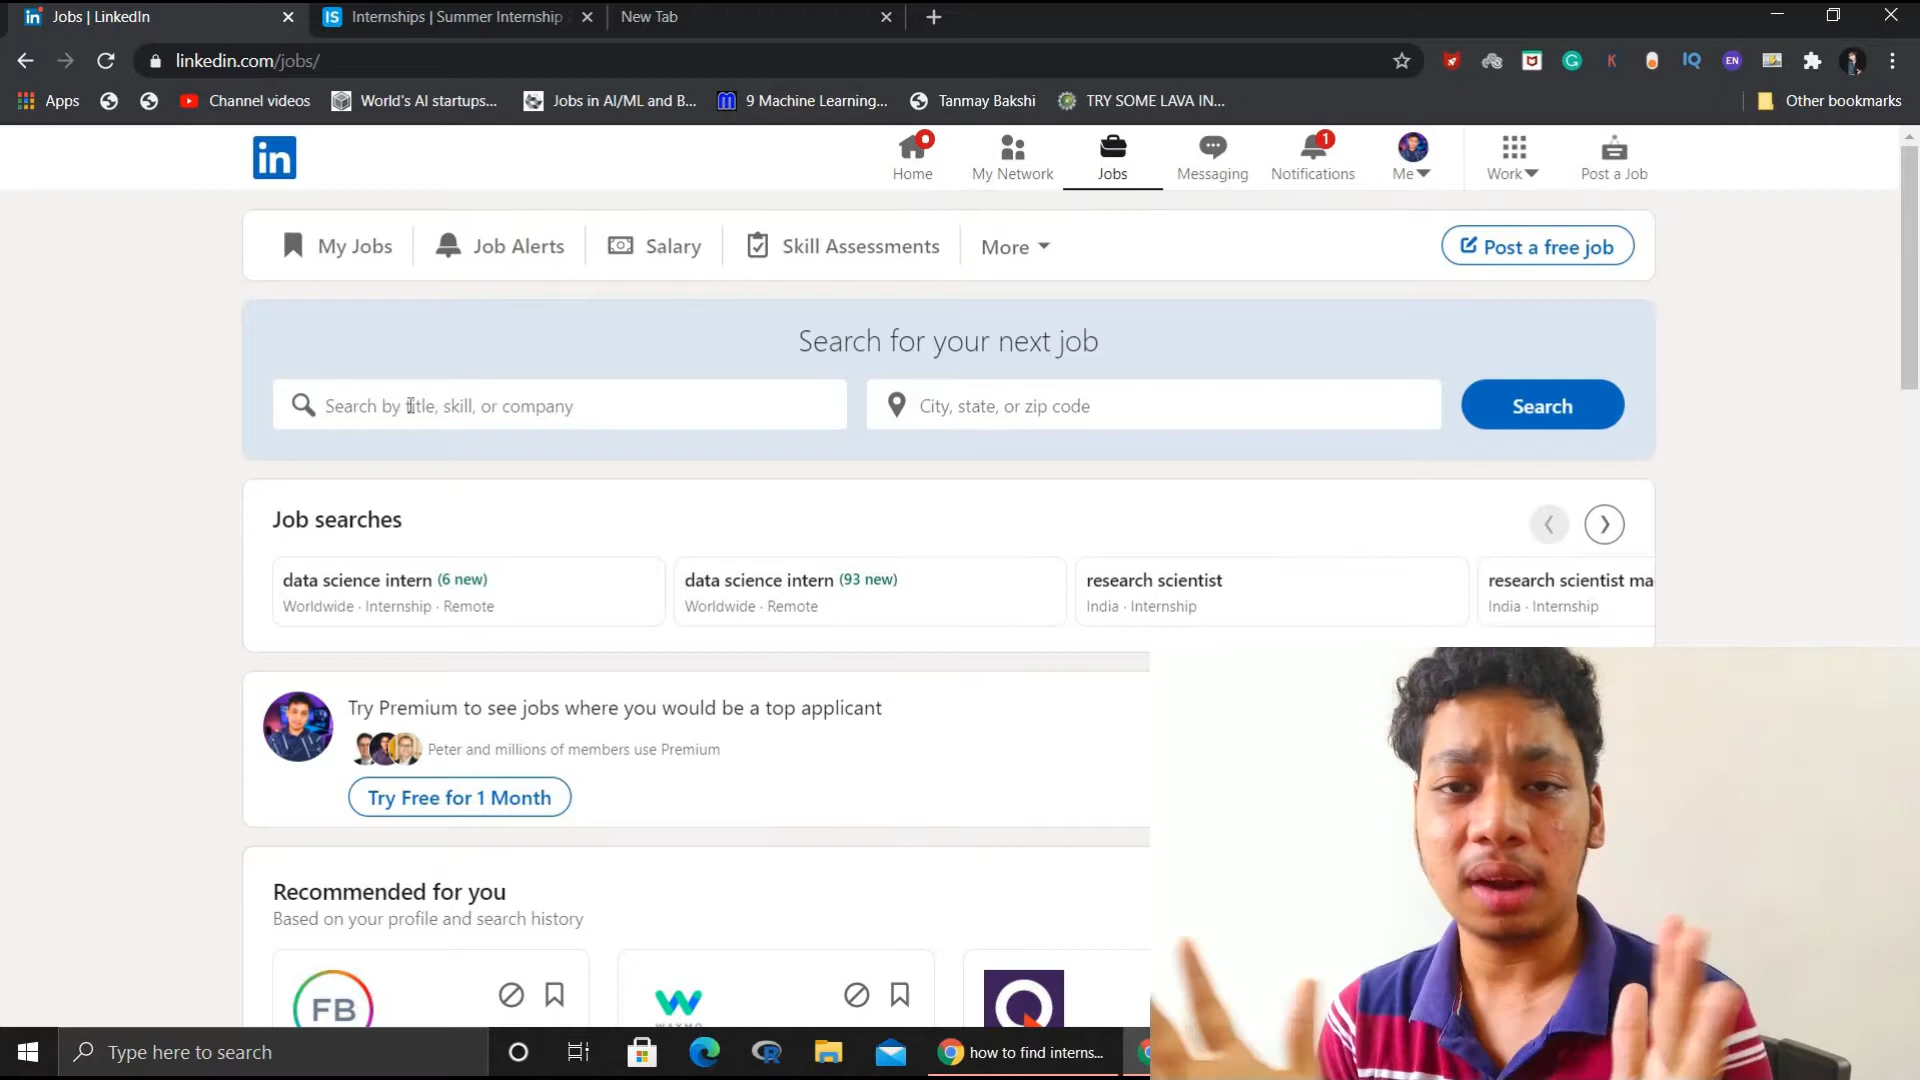 in Jobs | LinkedIn
IS Internships | Summer Internship
New Tab
linkedin.com/jobs/
IQ
EN
K
Apps
Channel videos
World's AI startups...
Jobs in AI/ML and B...
9 Machine Learning...
Tanmay Bakshi
TRY SOME LAVA IN...
Other bookmarks
in
Home
My Network
Jobs
Messaging
1
Notifications
Me
Work
Post a Job
My Jobs
Job Alerts
Salary
Skill Assessments
More
Post a free job
Search for your next job
Search by title, skill, or company
City, state, or zip code
Search
Job searches
data science intern (6 new)
Worldwide · Internship · Remote
data science intern (93 new)
Worldwide · Remote
research scientist
India · Internship
research scientist ma
India · Internship
Try Premium to see jobs where you would be a top applicant
Peter and millions of members use Premium
Try Free for 1 Month
Recommended for you
Based on your profile and search history
FB
Type here to search
how to find interns...